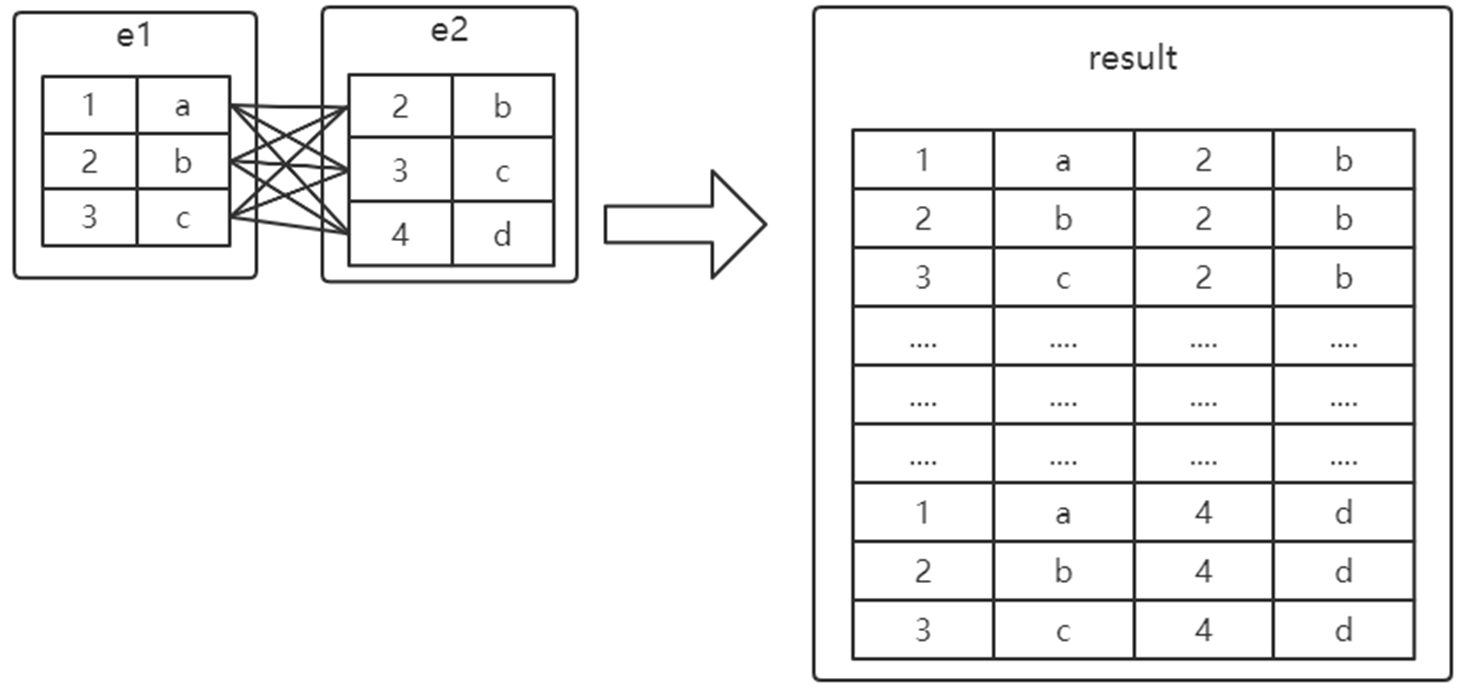 e1
1 a
2 b
3 c
e2
2 b
3 c
4 d
result
1 a 2 b
2 b 2 b
3 c 2 b
.... .... .... ....
.... .... .... ....
.... .... .... ....
1 a 4 d
2 b 4 d
3 c 4 d